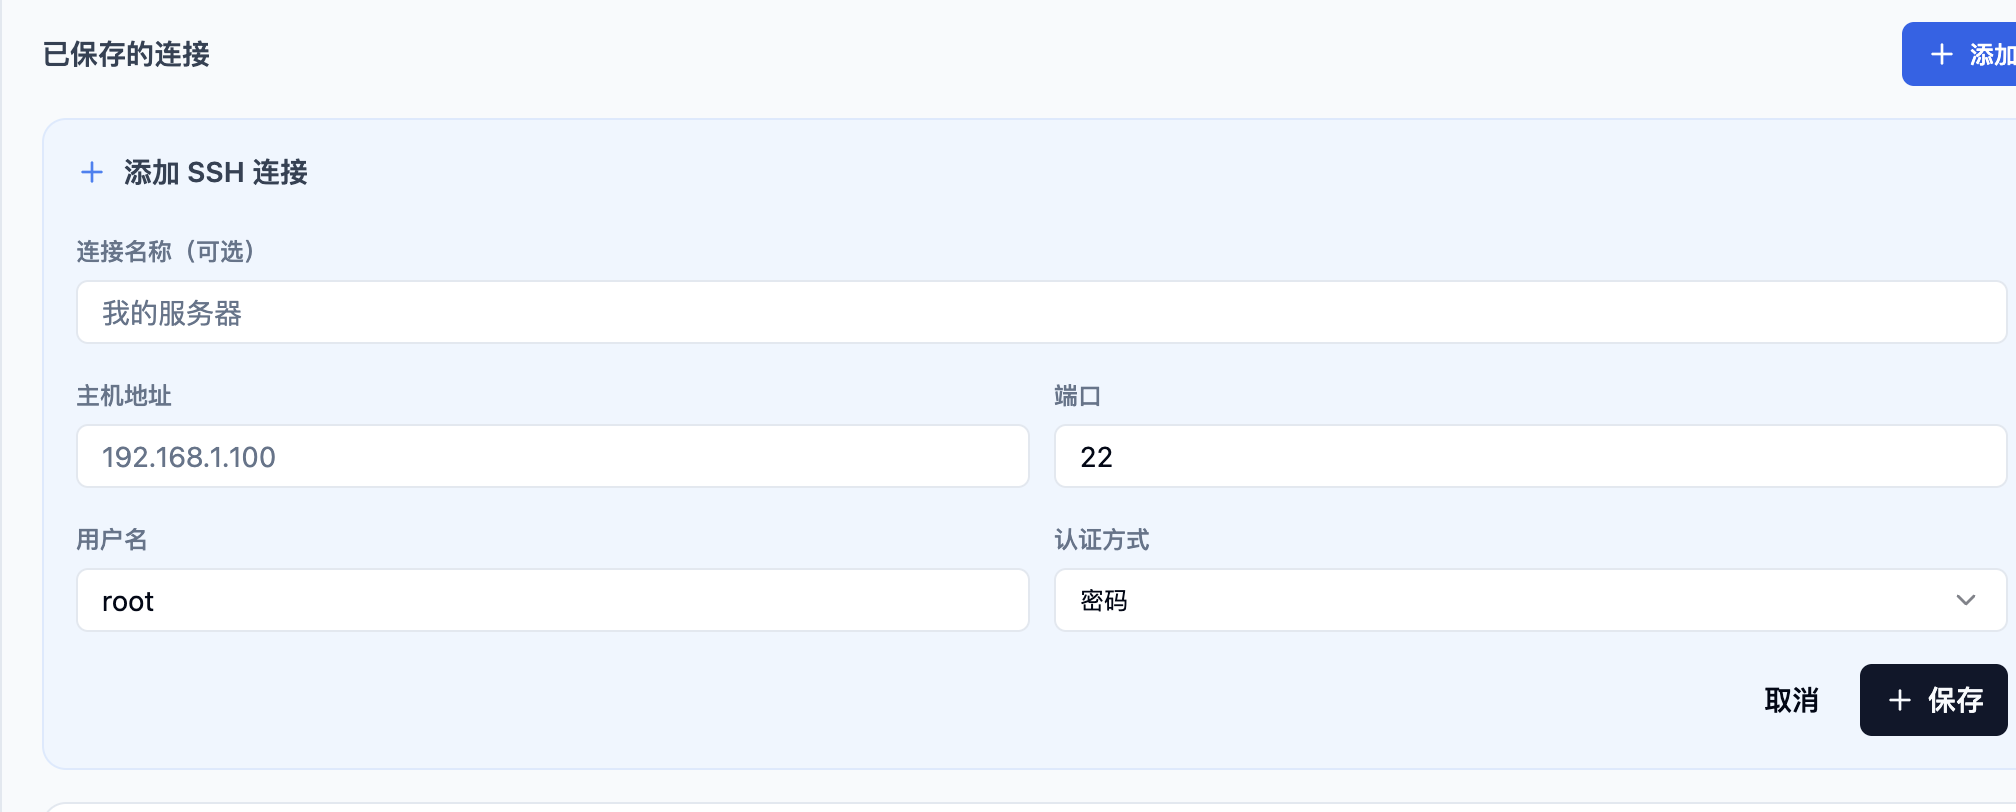 已保存的连接
+ 添加
+ 添加 SSH 连接
连接名称（可选）
我的服务器
主机地址
端口
192.168.1.100
22
用户名
认证方式
root
密码
取消
+ 保存